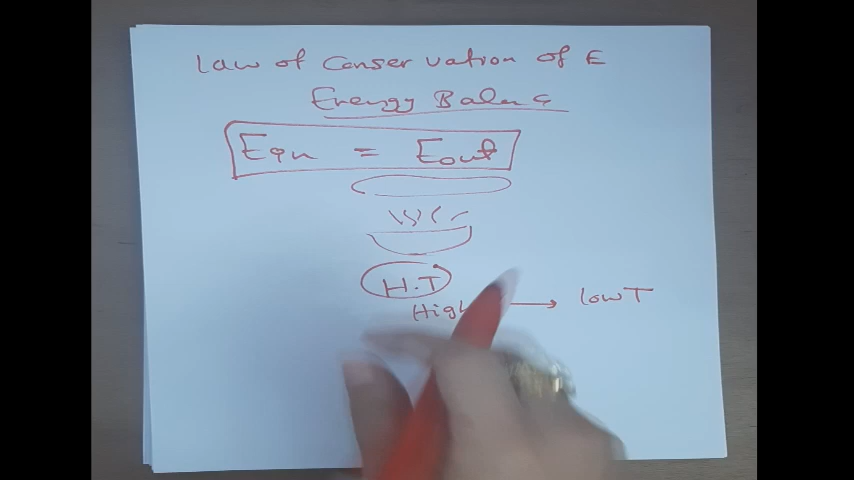 Law of Conservation of E
Energy Balance
Ein = Eout
H.T
High → low T